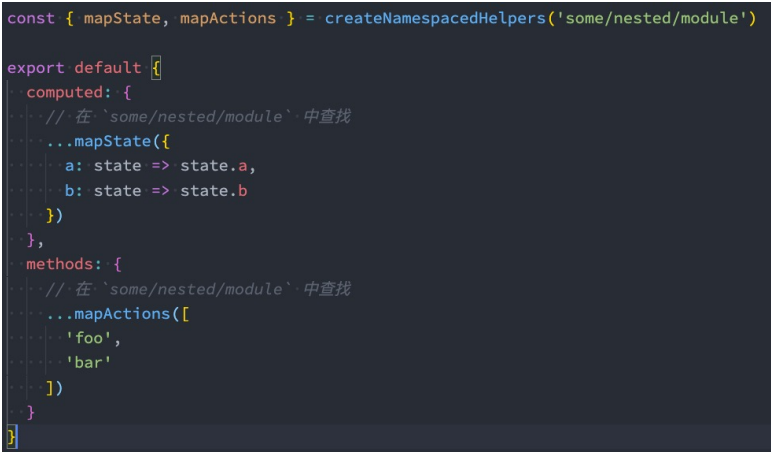 const { mapState, mapActions } = createNamespacedHelpers('some/nested/module')

export default {
  computed: {
    // 在 `some/nested/module` 中查找
    ...mapState({
      a: state => state.a,
      b: state => state.b
    })
  },
  methods: {
    // 在 `some/nested/module` 中查找
    ...mapActions([
      'foo',
      'bar'
    ])
  }
}